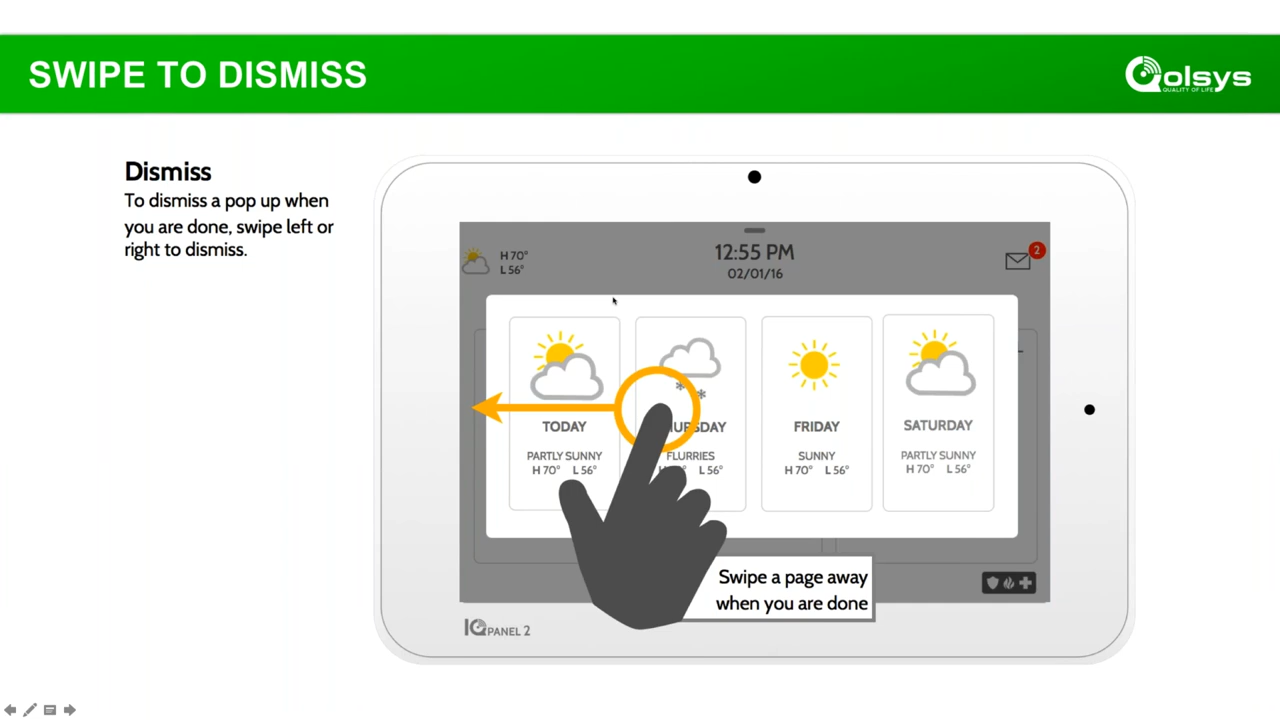 SWIPE TO DISMISS
Qolsys
QUALITY OF LIFE
Dismiss
To dismiss a pop up when
you are done, swipe left or
right to dismiss.
H 70°
L 56°
12:55 PM
02/01/16
2
TODAY
PARTLY SUNNY
H 70° L 56°
URSDAY
FLURRIES
L 56°
FRIDAY
SUNNY
H 70° L 56°
SATURDAY
PARTLY SUNNY
H 70° L 56°
Swipe a page away
when you are done
IQ PANEL 2